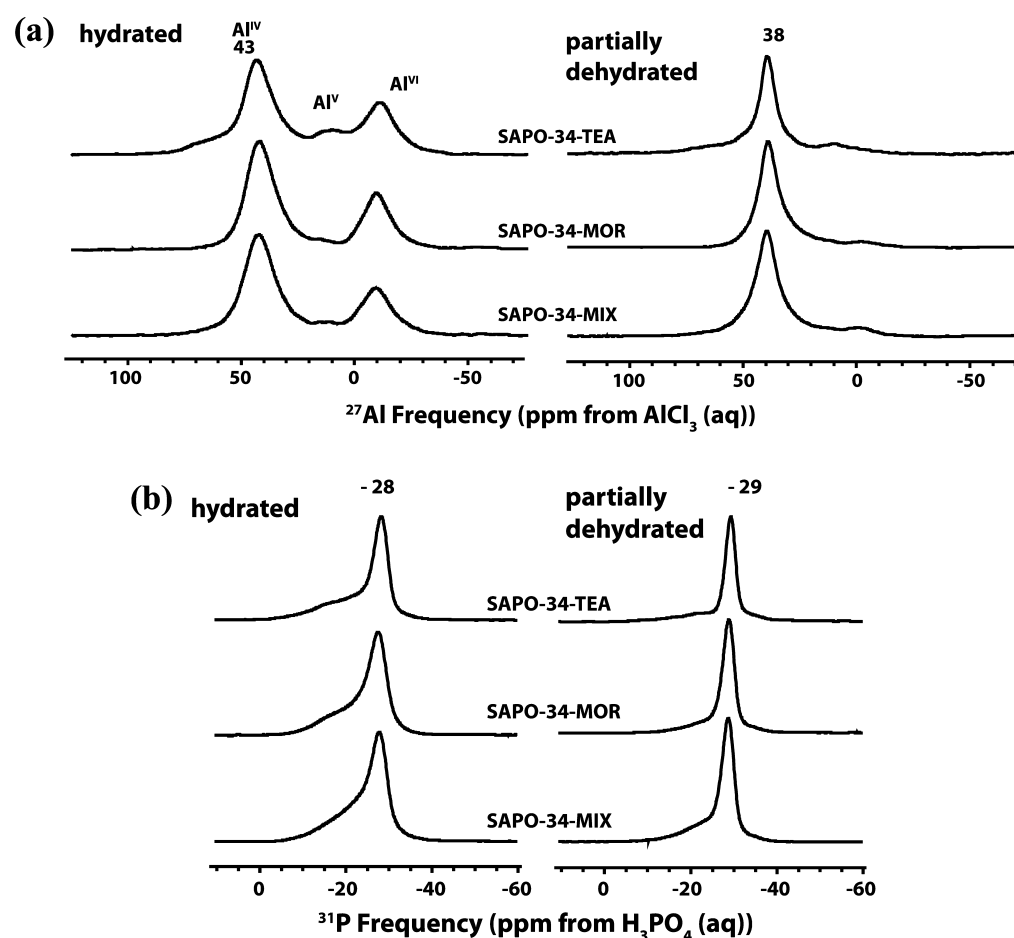 (a) hydrated
Al^IV
43
Al^V
Al^VI
partially
dehydrated
38
SAPO-34-TEA
SAPO-34-MOR
SAPO-34-MIX
100 50 0 -50
100 50 0 -50
²⁷Al Frequency (ppm from AlCl₃ (aq))
(b) hydrated
- 28
partially
dehydrated
- 29
SAPO-34-TEA
SAPO-34-MOR
SAPO-34-MIX
0 -20 -40 -60
0 -20 -40 -60
³¹P Frequency (ppm from H₃PO₄ (aq))